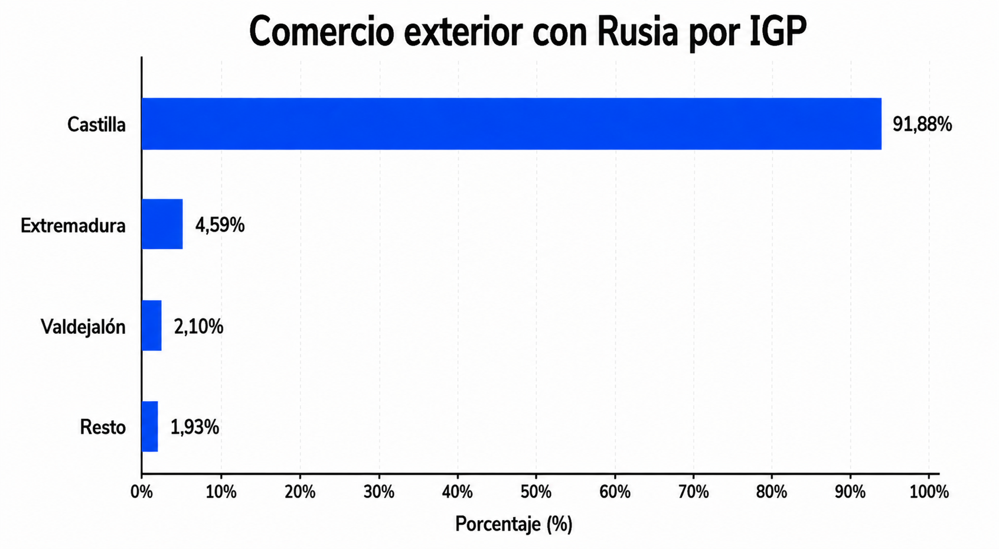 Comercio exterior con Rusia por IGP
Castilla 91,88%
Extremadura 4,59%
Valdejalón 2,10%
Resto 1,93%
0% 10% 20% 30% 40% 50% 60% 70% 80% 90% 100%
Porcentaje (%)